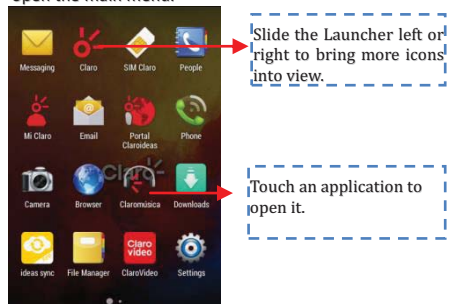 Open the main menu.
Slide the Launcher left or
right to bring more icons
into view.
Messaging
Claro
SIM Claro
People
Mi Claro
Email
Portal
Claroideas
Phone
Claro
Touch an application to
open it.
Camera
Browser
Claromúsica
Downloads
Claro
video
ideas sync
File Manager
ClaroVideo
Settings